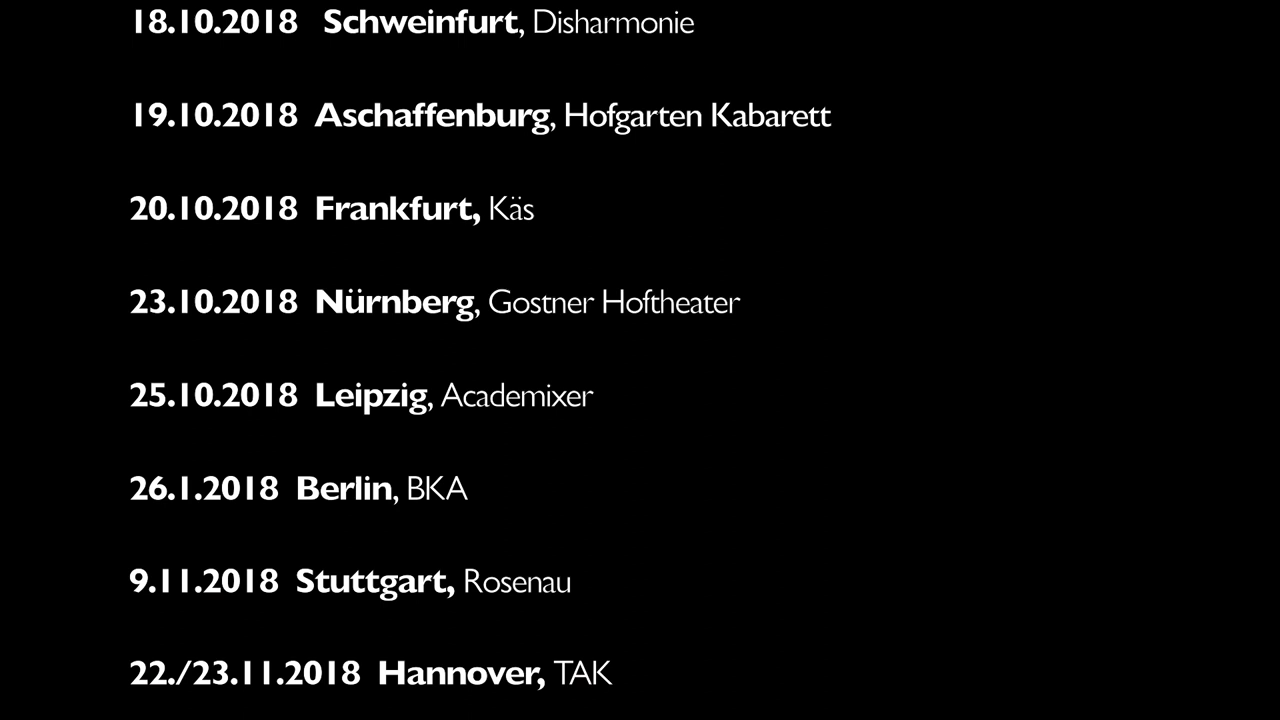 18.10.2018 Schweinfurt, Disharmonie
19.10.2018 Aschaffenburg, Hofgarten Kabarett
20.10.2018 Frankfurt, Käs
23.10.2018 Nürnberg, Gostner Hoftheater
25.10.2018 Leipzig, Academixer
26.1.2018 Berlin, BKA
9.11.2018 Stuttgart, Rosenau
22./23.11.2018 Hannover, TAK